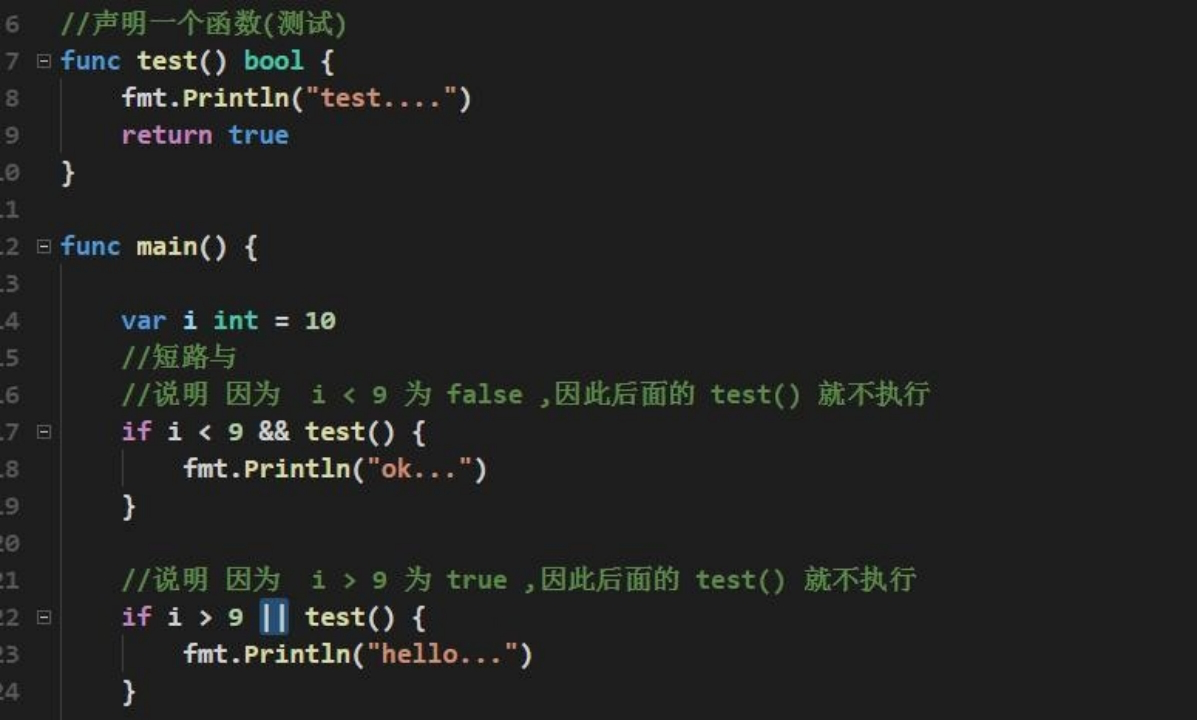 6 //声明一个函数(测试)
7 func test() bool {
8 fmt.Println("test....")
9 return true
10 }
11
12 func main() {
13
14 var i int = 10
15 //短路与
16 //说明 因为 i < 9 为 false ,因此后面的 test() 就不执行
17 if i < 9 && test() {
18 fmt.Println("ok...")
19 }
20
21 //说明 因为 i > 9 为 true ,因此后面的 test() 就不执行
22 if i > 9 || test() {
23 fmt.Println("hello...")
24 }